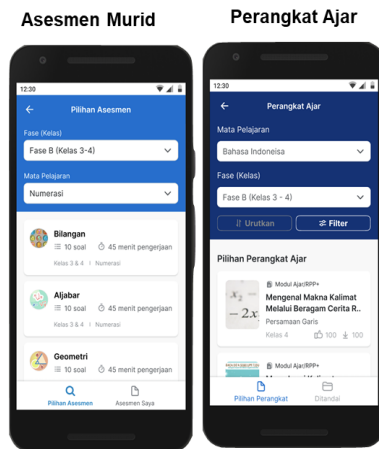 Asesmen Murid
12:30
Pilihan Asesmen
Fase (Kelas)
Fase B (Kelas 3-4)
Mata Pelajaran
Numerasi
Bilangan
10 soal 45 menit pengerjaan
Kelas 3 & 4 | Numerasi
Aljabar
10 soal 45 menit pengerjaan
Kelas 3 & 4 | Numerasi
Geometri
10 soal 45 menit pengerjaan
Pilihan Asesmen Asesmen Saya
Perangkat Ajar
12:30
Perangkat Ajar
Mata Pelajaran
Bahasa Indoneisa
Fase (Kelas)
Fase B (Kelas 3 - 4)
Urutkan Filter
Pilihan Perangkat Ajar
Modul Ajar/RPP+
Mengenal Makna Kalimat
Melalui Beragam Cerita R..
Persamaan Garis
Kelas 4 100 100
Modul Ajar/RPP+
Pilihan Perangkat Ditandai